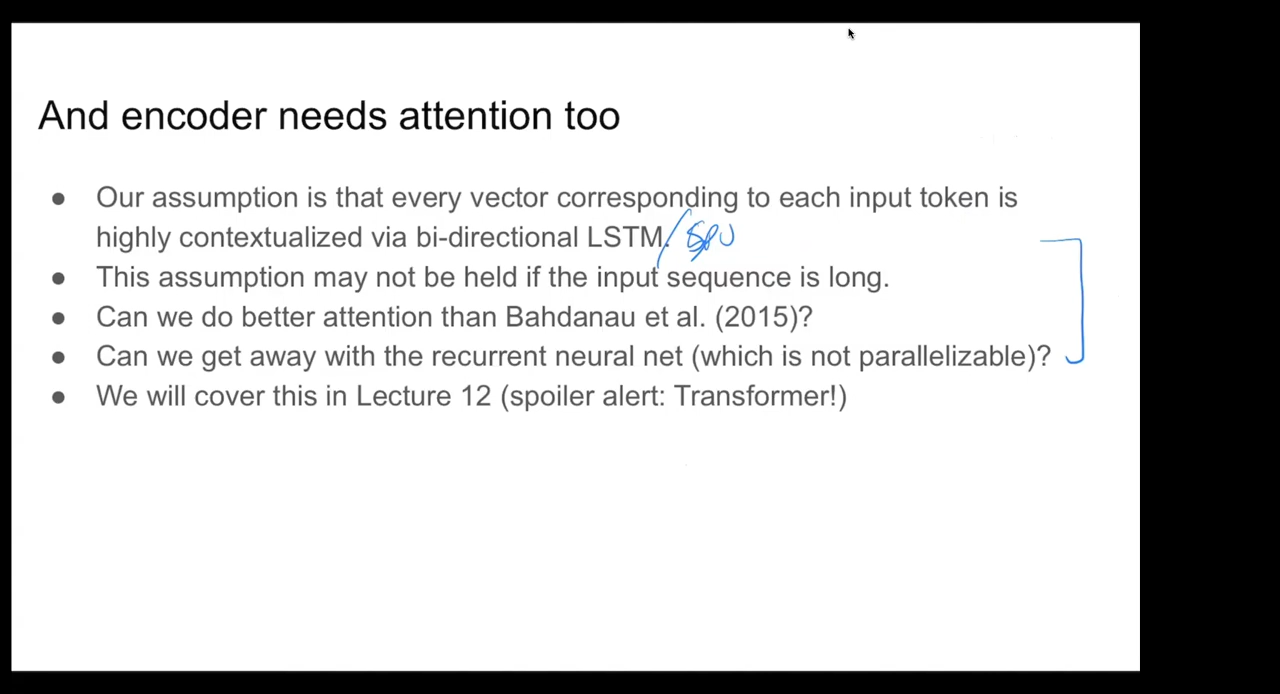 And encoder needs attention too
● Our assumption is that every vector corresponding to each input token is
highly contextualized via bi-directional LSTM.
● This assumption may not be held if the input sequence is long.
● Can we do better attention than Bahdanau et al. (2015)?
● Can we get away with the recurrent neural net (which is not parallelizable)?
● We will cover this in Lecture 12 (spoiler alert: Transformer!)